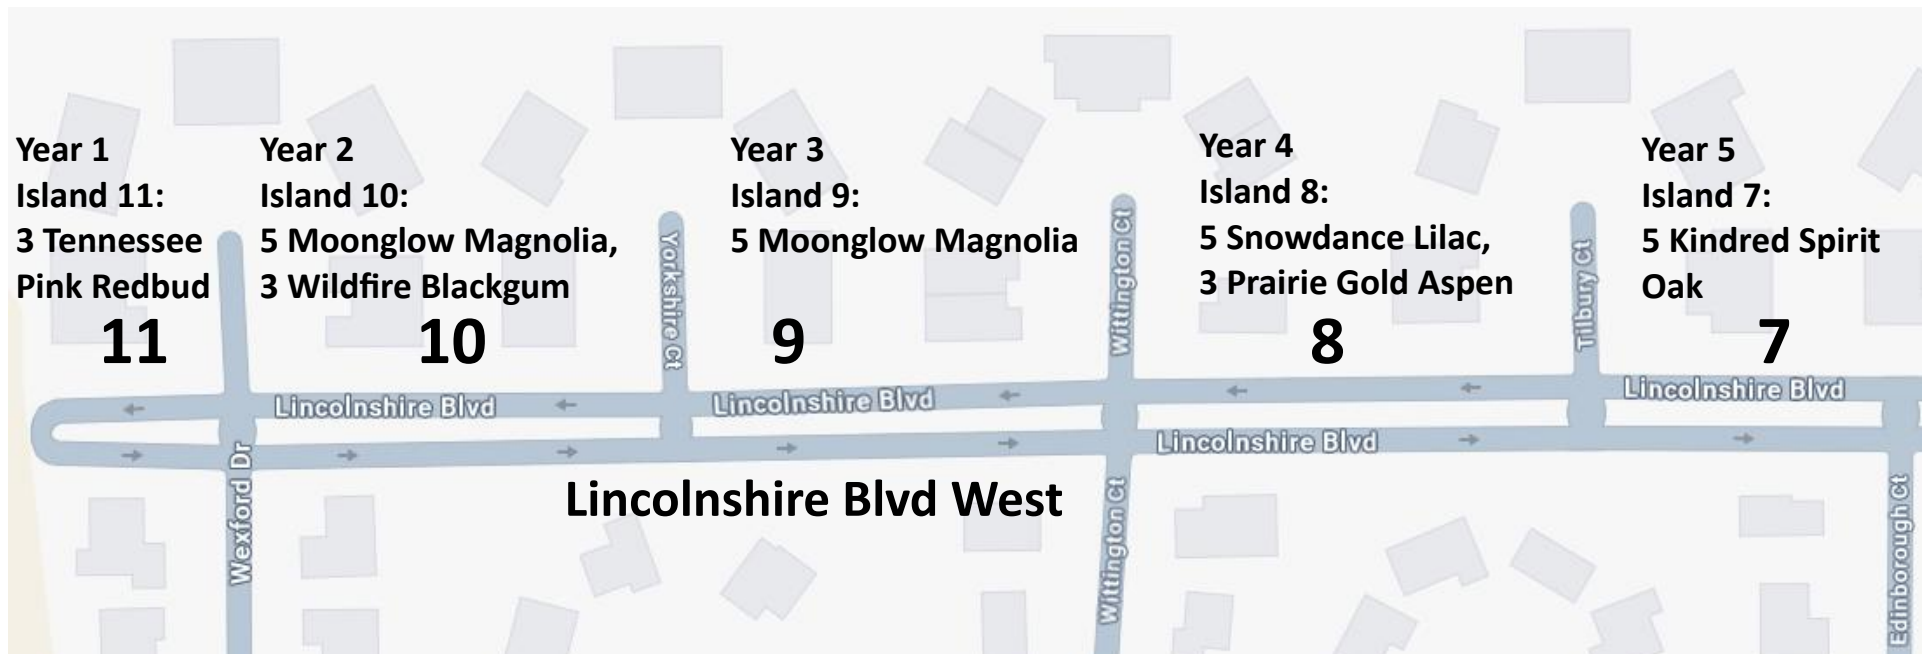 Year 1
Island 11:
3 Tennessee
Pink Redbud
11
Year 2
Island 10:
5 Moonglow Magnolia,
3 Wildfire Blackgum
10
Year 3
Island 9:
5 Moonglow Magnolia
9
Year 4
Island 8:
5 Snowdance Lilac,
3 Prairie Gold Aspen
8
Year 5
Island 7:
5 Kindred Spirit
Oak
7
Yorkshire Ct
Wittington Ct
Tilbury Ct
Lincolnshire Blvd
Lincolnshire Blvd
Lincolnshire Blvd
Lincolnshire Blvd
Lincolnshire Blvd West
Wexford Dr
Wittington Ct
Edinborough Ct